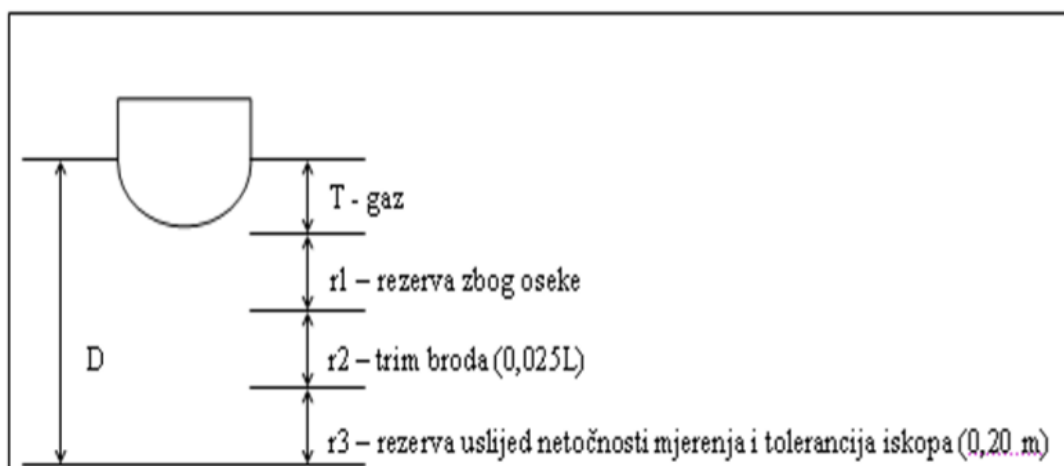 T - gaz
r1 – rezerva zbog oseke
D
r2 – trim broda (0,025L)
r3 – rezerva uslijed netočnosti mjerenja i tolerancija iskopa (0,20 m)